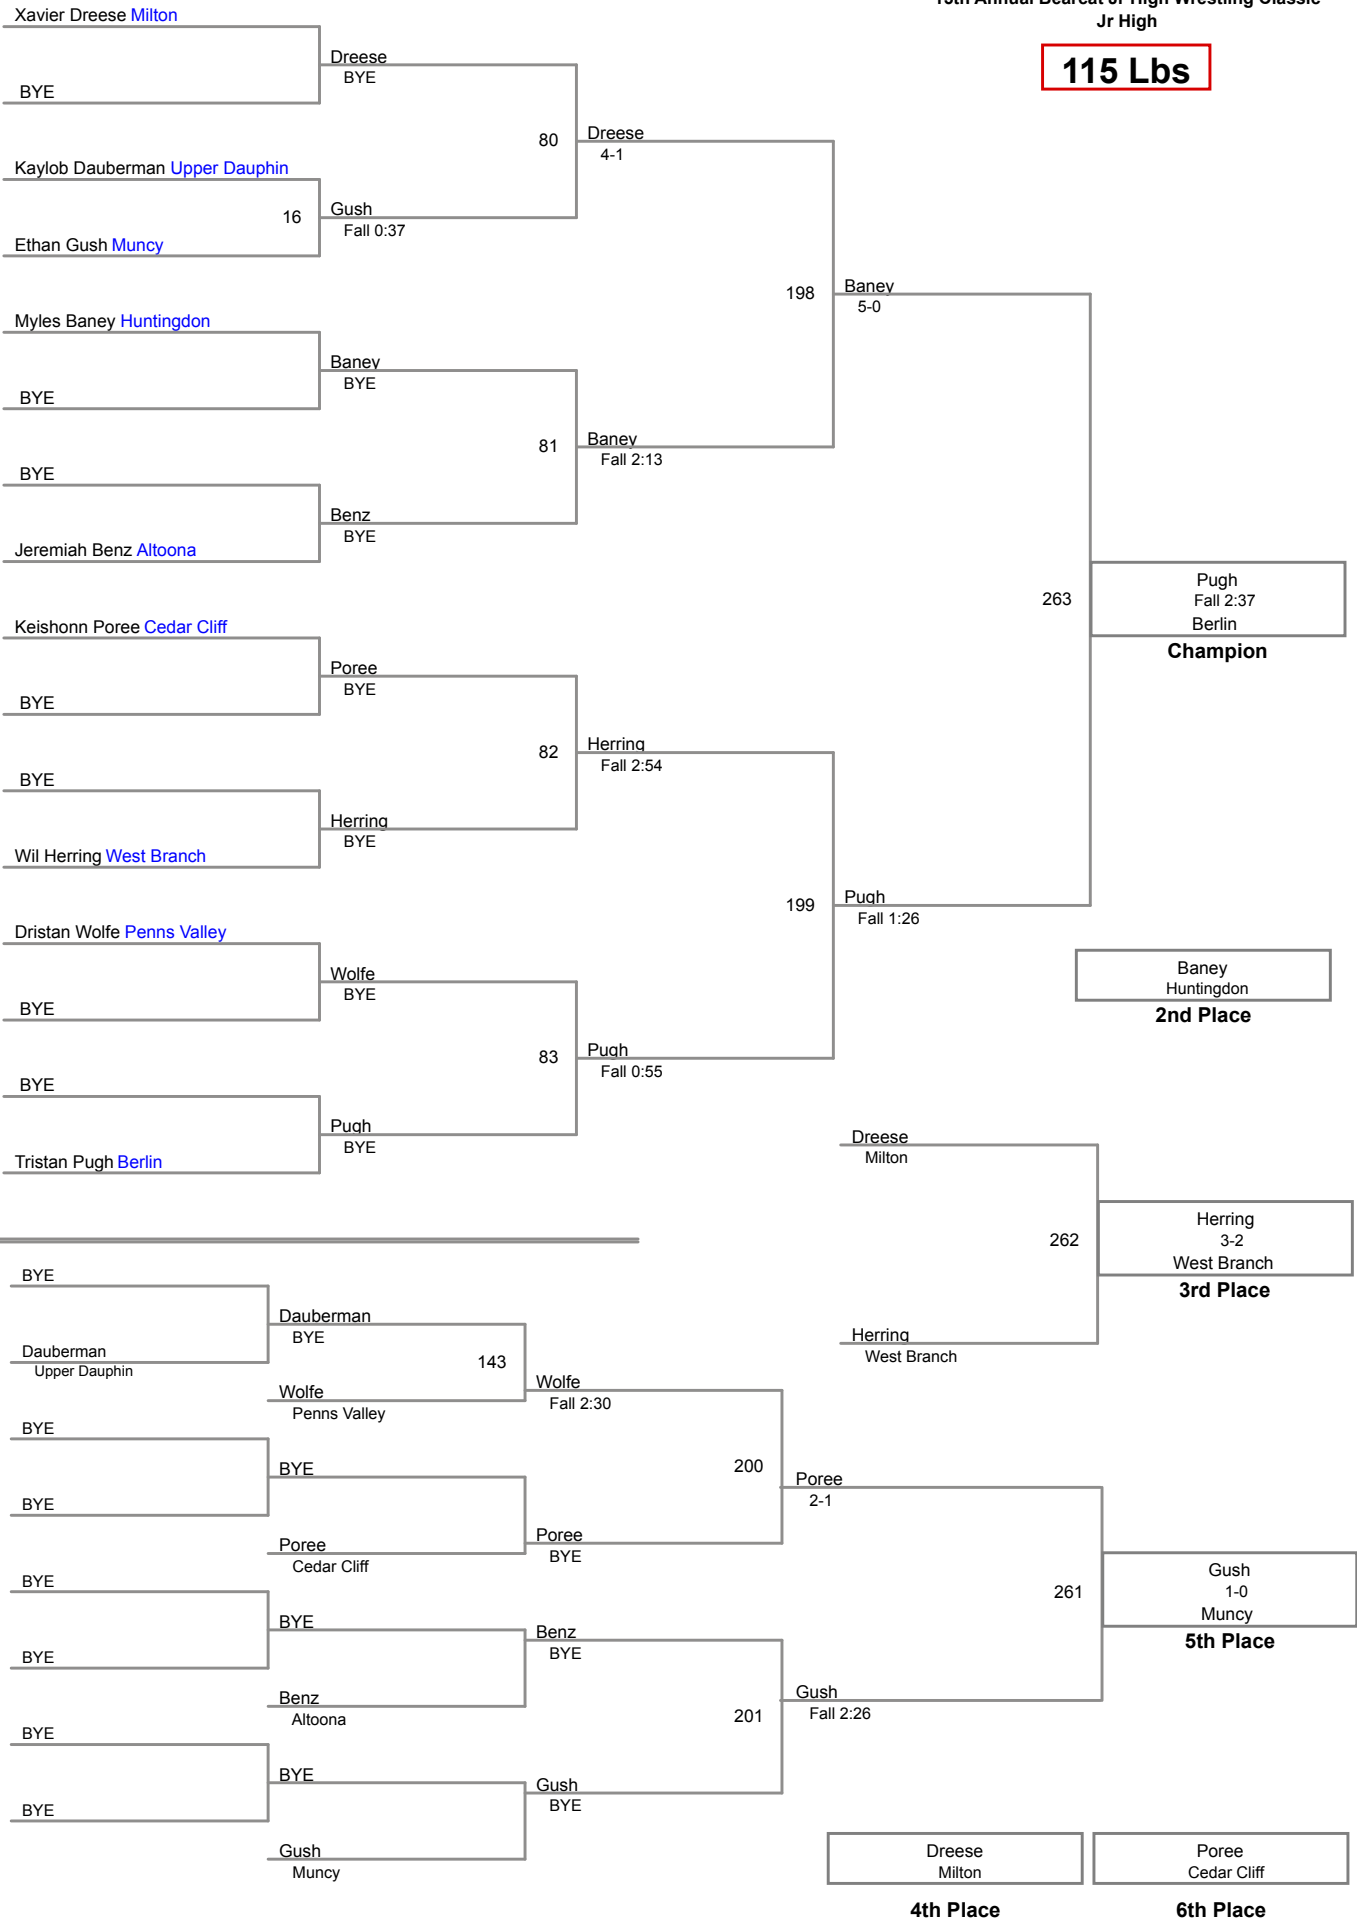 Jr High
115 Lbs
Xavier Dreese Milton
Dreese
BYE
BYE
80
Dreese
4-1
Kaylob Dauberman Upper Dauphin
16
Gush
Fall 0:37
Ethan Gush Muncy
198
Baney
5-0
Myles Baney Huntingdon
Baney
BYE
BYE
81
Baney
Fall 2:13
BYE
Benz
BYE
Jeremiah Benz Altoona
263
Pugh
Fall 2:37
Berlin
Champion
Keishonn Poree Cedar Cliff
Poree
BYE
BYE
82
Herring
Fall 2:54
BYE
Herring
BYE
Wil Herring West Branch
199
Pugh
Fall 1:26
Dristan Wolfe Penns Valley
Wolfe
BYE
BYE
83
Pugh
Fall 0:55
BYE
Pugh
BYE
Tristan Pugh Berlin
Baney
Huntingdon
2nd Place
Dreese
Milton
262
Herring
3-2
West Branch
3rd Place
Herring
West Branch
BYE
Dauberman
BYE
Dauberman
Upper Dauphin
143
Wolfe
Fall 2:30
Wolfe
Penns Valley
BYE
BYE
BYE
200
Poree
2-1
Poree
Cedar Cliff
Poree
BYE
BYE
BYE
BYE
Benz
BYE
Benz
Altoona
261
Gush
1-0
Muncy
5th Place
201
Gush
Fall 2:26
BYE
BYE
BYE
Gush
BYE
Gush
Muncy
Dreese
Milton
4th Place
Poree
Cedar Cliff
6th Place